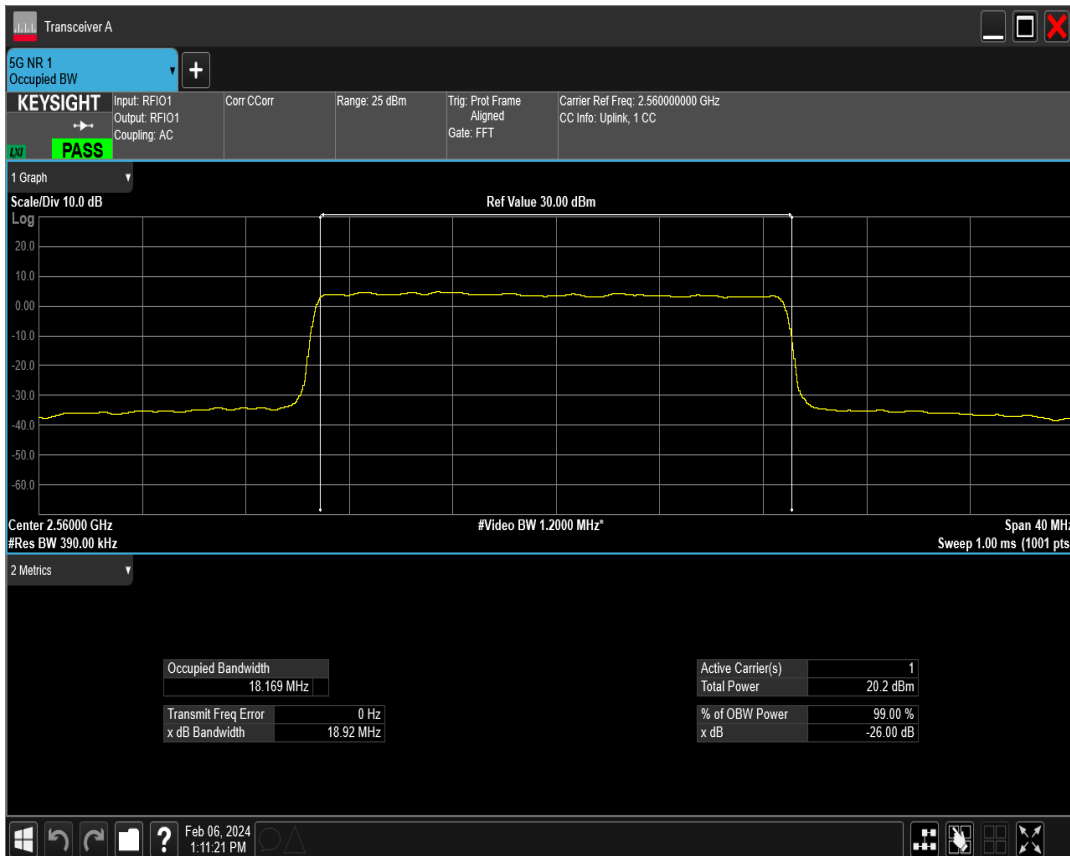 Transceiver A
5G NR 1
Occupied BW
+
KEYSIGHT
LXI
PASS
Input: RFIO1
Output: RFIO1
Coupling: AC
Corr CCorr
Range: 25 dBm
Trig: Prot Frame
Aligned
Gate: FFT
Carrier Ref Freq: 2.560000000 GHz
CC Info: Uplink, 1 CC
1 Graph
Scale/Div 10.0 dB
Ref Value 30.00 dBm
Log
20.0
10.0
0.00
-10.0
-20.0
-30.0
-40.0
-50.0
-60.0
Center 2.56000 GHz
#Video BW 1.2000 MHz*
Span 40 MHz
#Res BW 390.00 kHz
Sweep 1.00 ms (1001 pts
2 Metrics
Occupied Bandwidth
18.169 MHz
Transmit Freq Error 0 Hz
x dB Bandwidth 18.92 MHz
Active Carrier(s) 1
Total Power 20.2 dBm
% of OBW Power 99.00 %
x dB -26.00 dB
?
Feb 06, 2024
1:11:21 PM